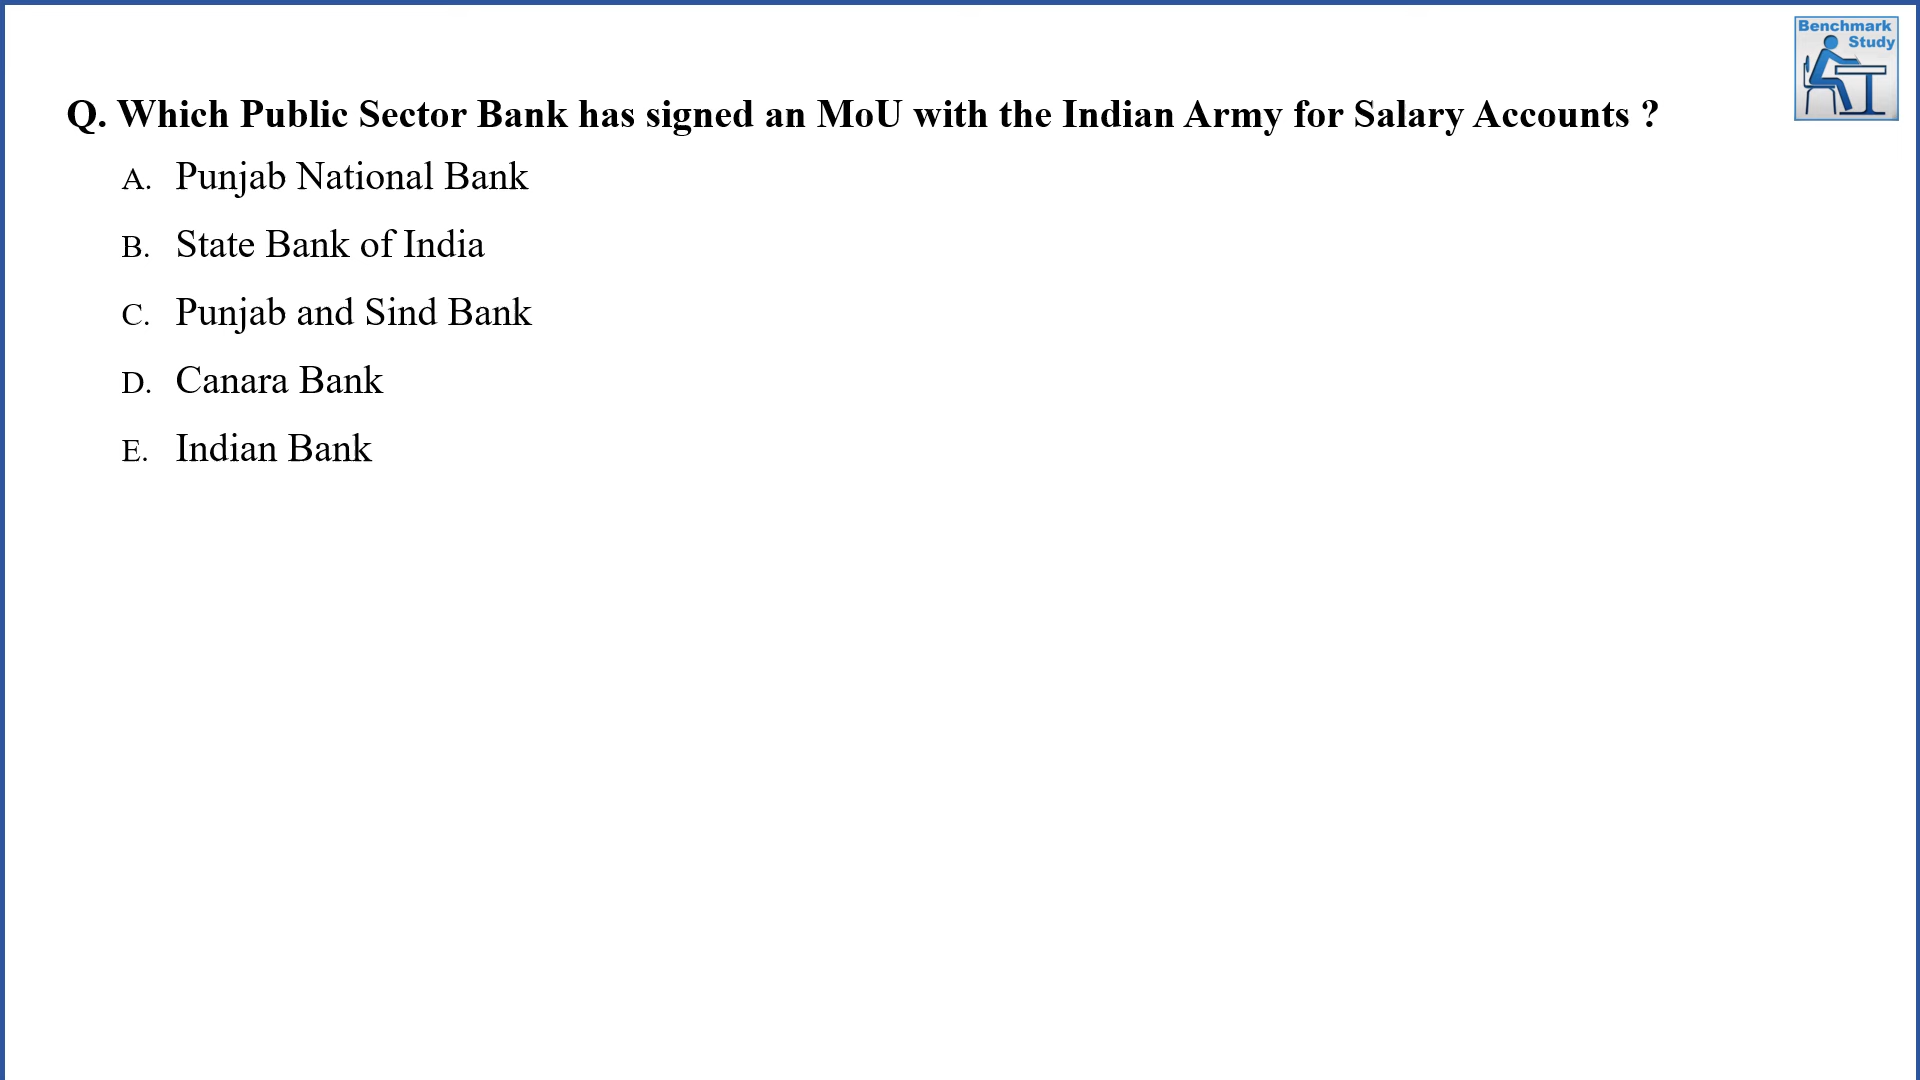 Benchmark
Study
Q. Which Public Sector Bank has signed an MoU with the Indian Army for Salary Accounts ?
A. Punjab National Bank
B. State Bank of India
C. Punjab and Sind Bank
D. Canara Bank
E. Indian Bank